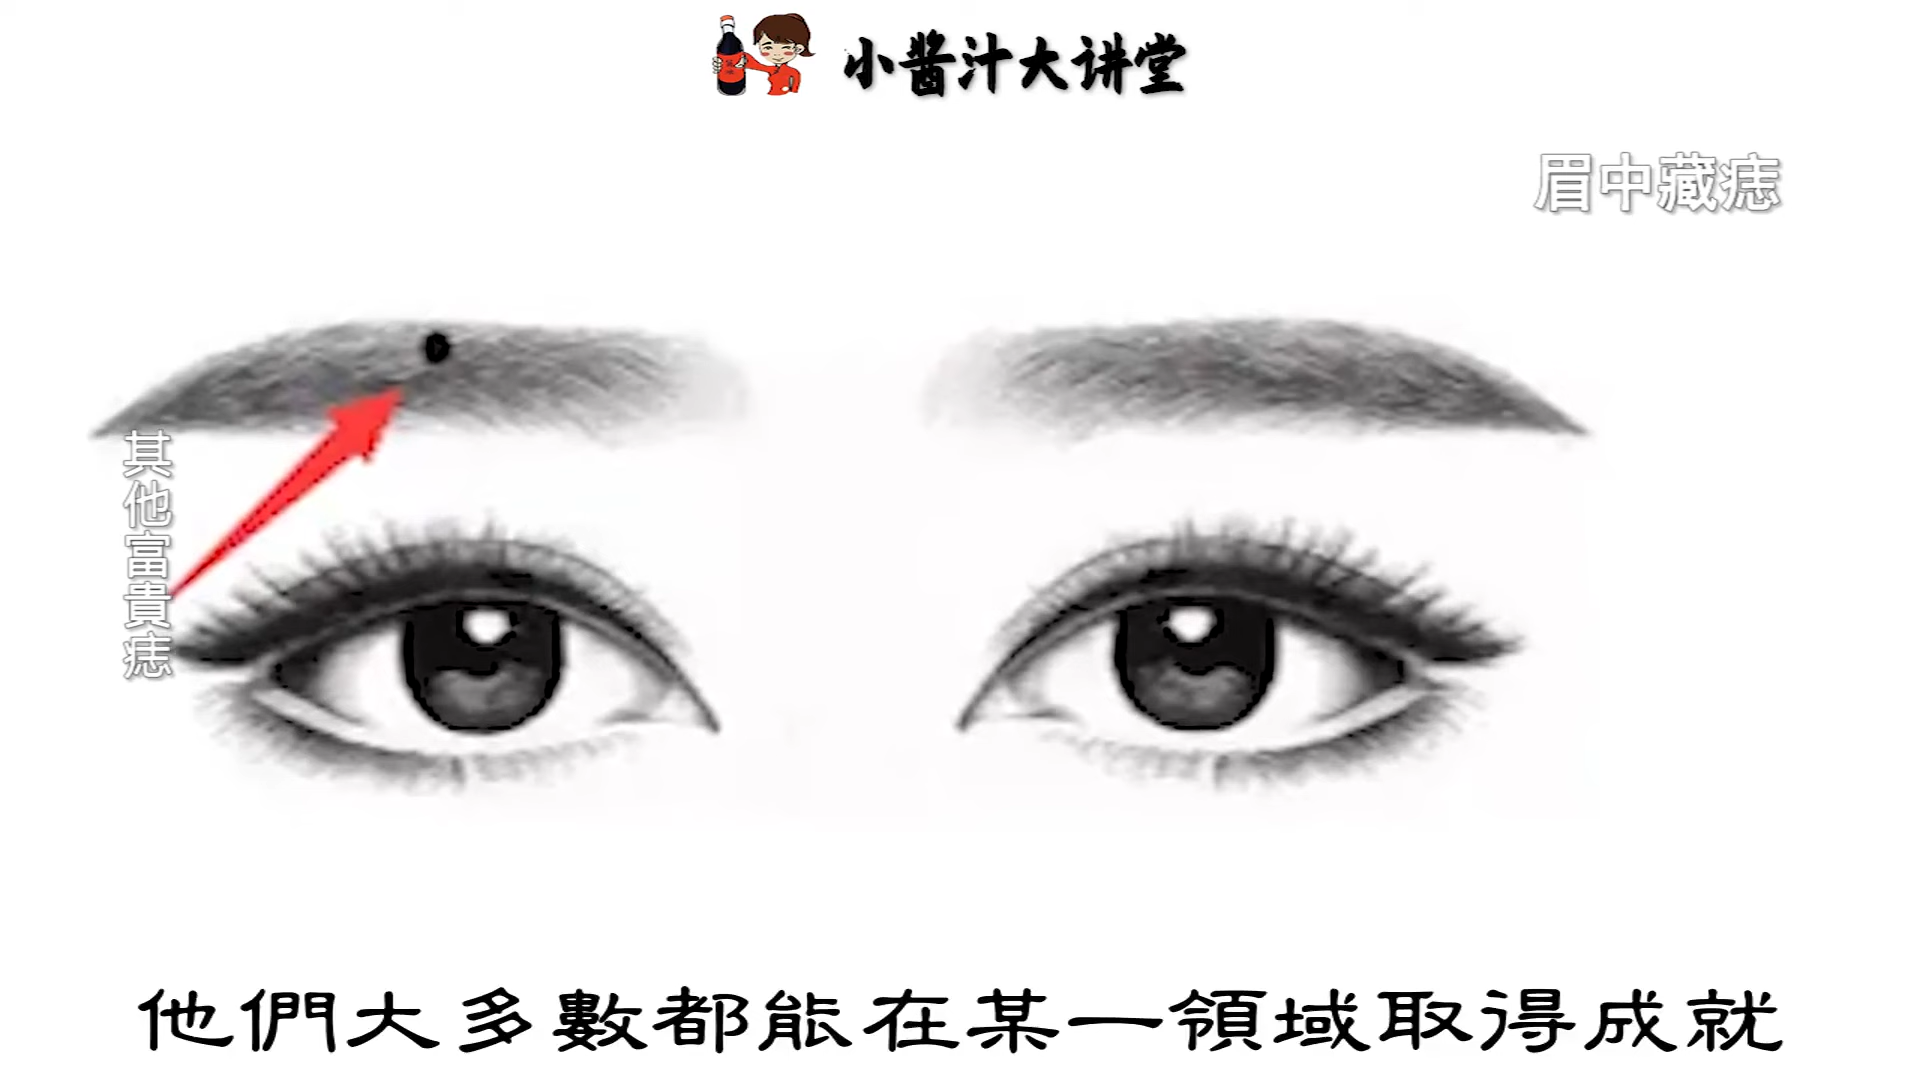 小酱汁大讲堂
眉中藏痣
其他富貴痣
他們大多數都能在某一領域取得成就